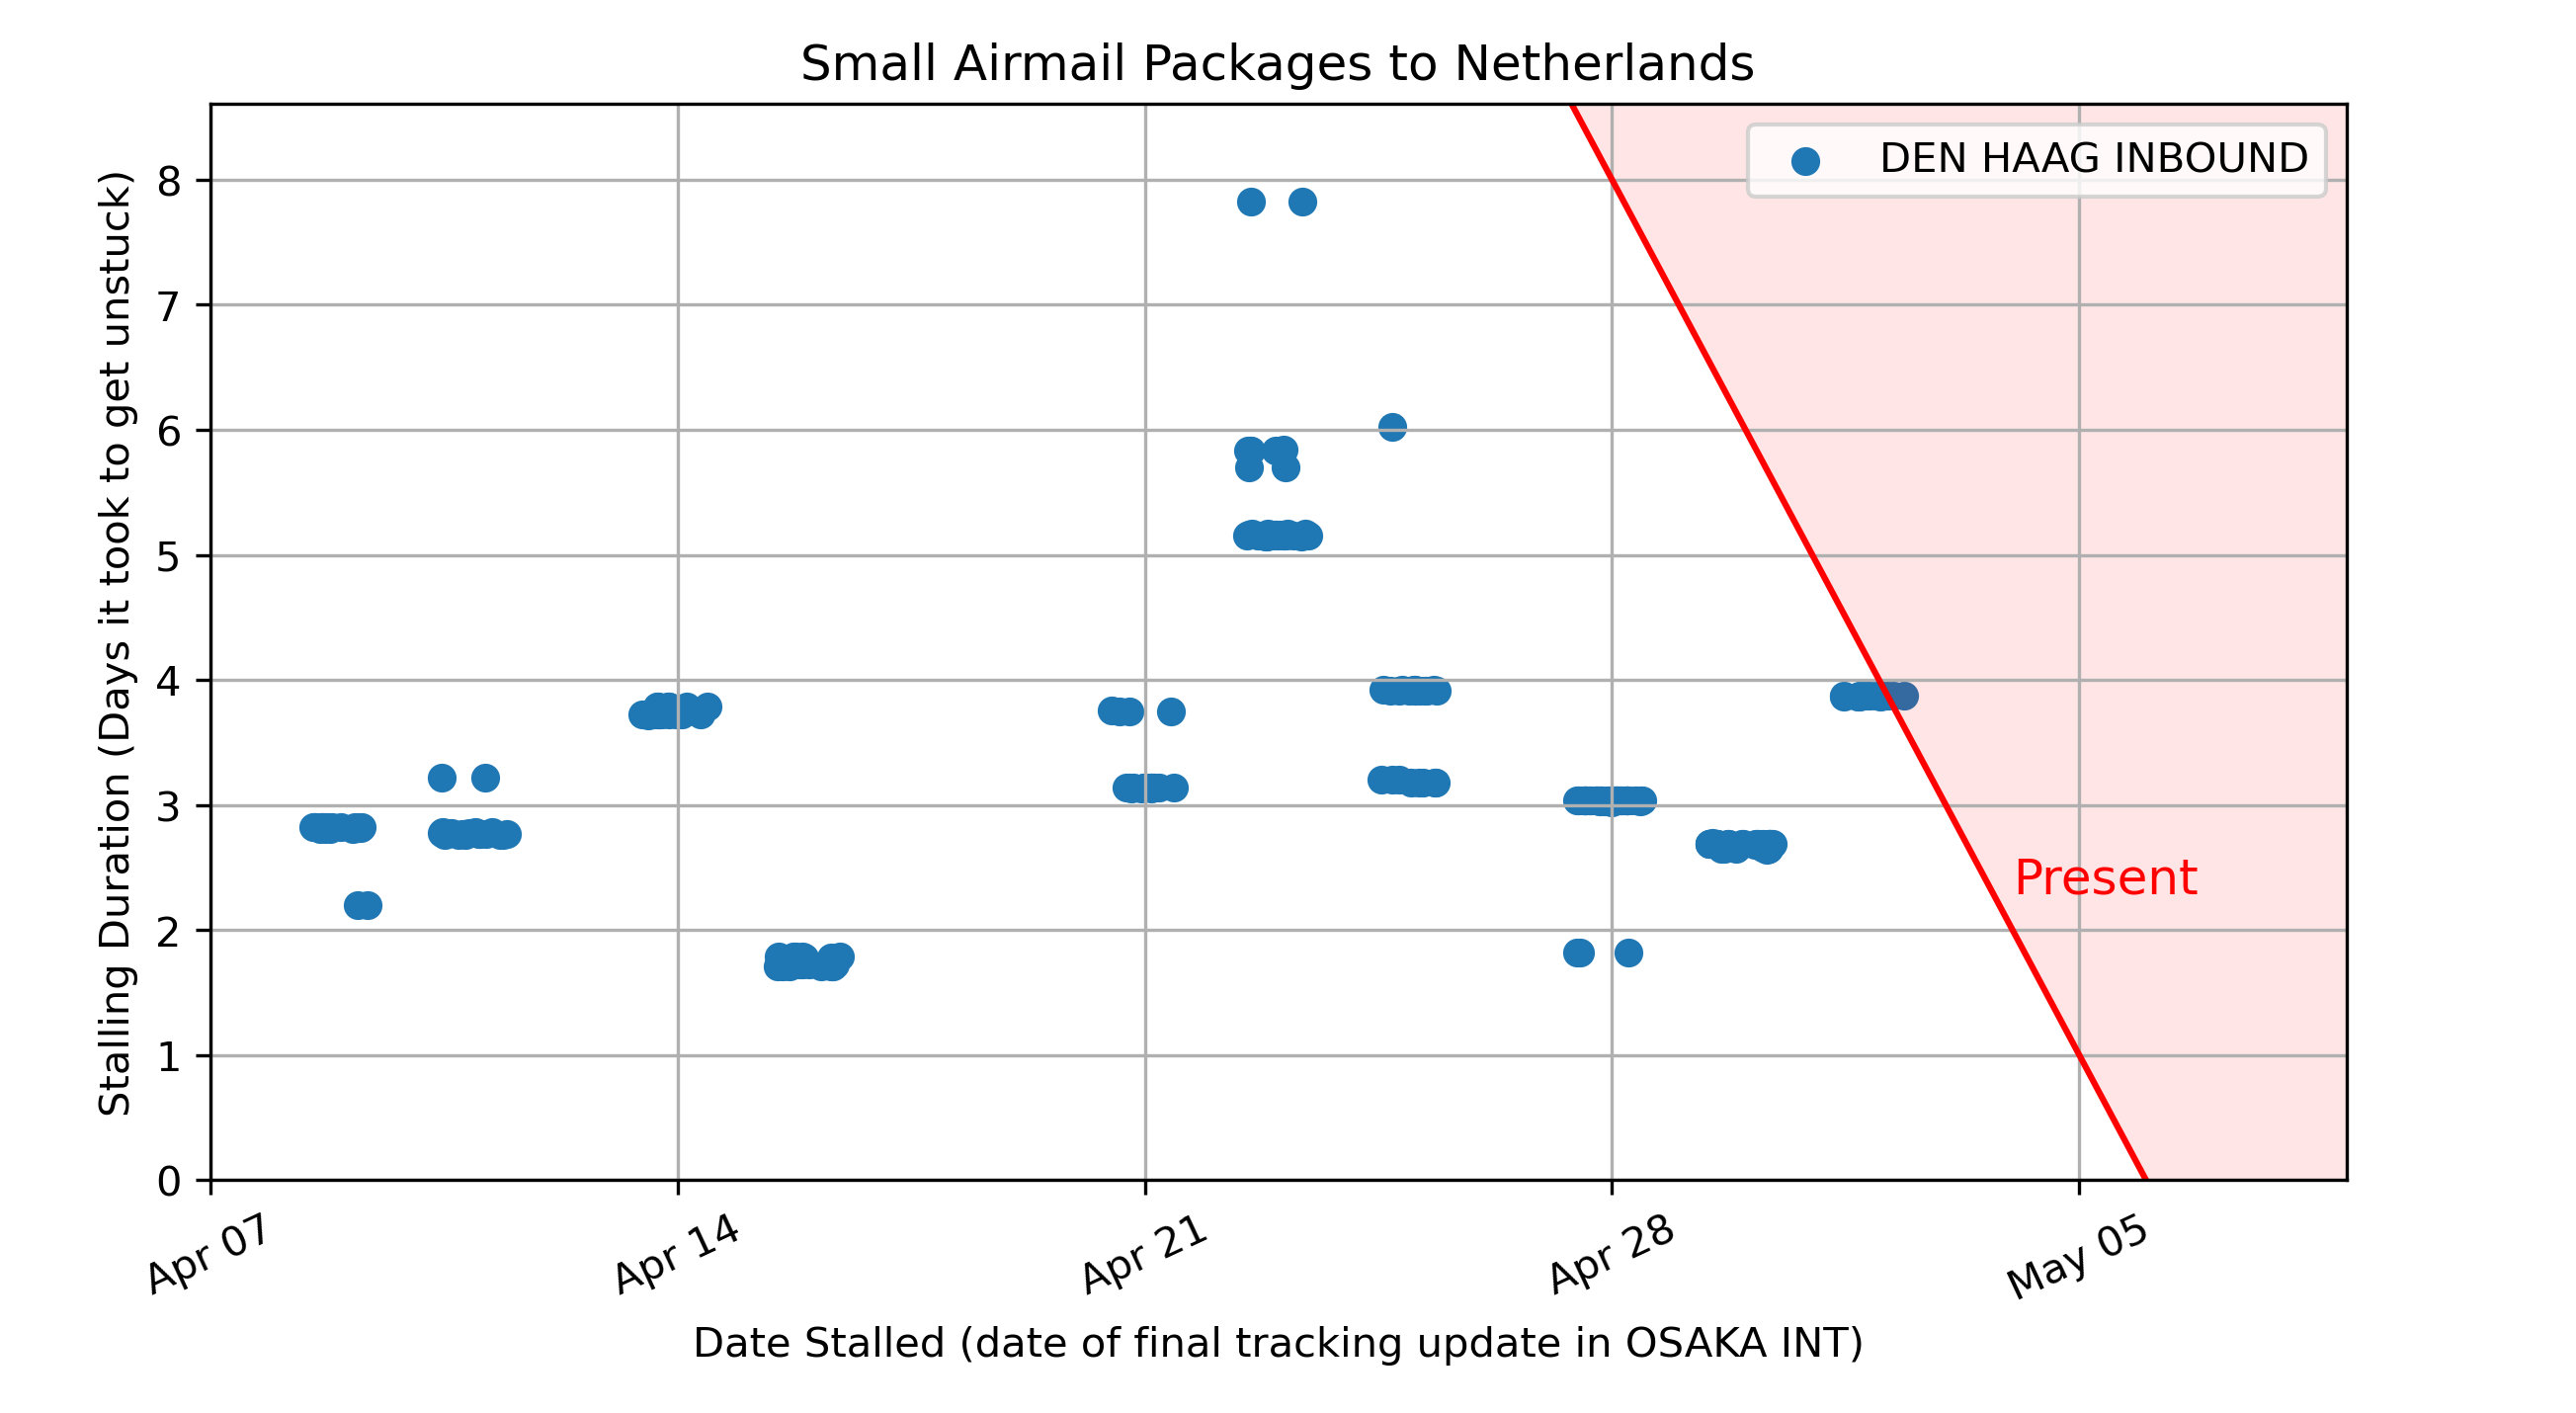 Small Airmail Packages to Netherlands
DEN HAAG INBOUND
Stalling Duration (Days it took to get unstuck)
8
7
6
5
4
3
2
1
0
Present
Apr 07
Apr 14
Apr 21
Apr 28
May 05
Date Stalled (date of final tracking update in OSAKA INT)